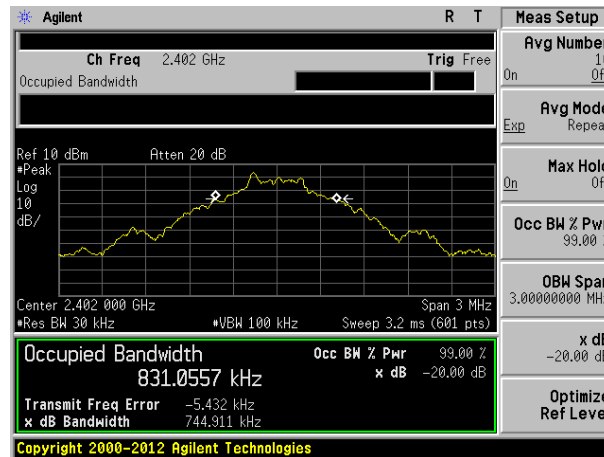 Agilent R T
Meas Setup
Ch Freq 2.402 GHz Trig Free
Occupied Bandwidth
Avg Number
On
Avg Mode
Exp
Max Hold
On
Occ BW % Pwr
99.00
OBW Span
3.00000000
x dB
-20.00
Optimize
Ref Level
Ref 10 dBm Atten 20 dB
#Peak
Log
10
dB/
Center 2.402 000 GHz Span 3 MHz
#Res BW 30 kHz #VBW 100 kHz Sweep 3.2 ms (601 pts)
Occupied Bandwidth
831.0557 kHz
Occ BW % Pwr 99.00 %
x dB -20.00 dB
Transmit Freq Error -5.432 kHz
x dB Bandwidth 744.911 kHz
Copyright 2000-2012 Agilent Technologies